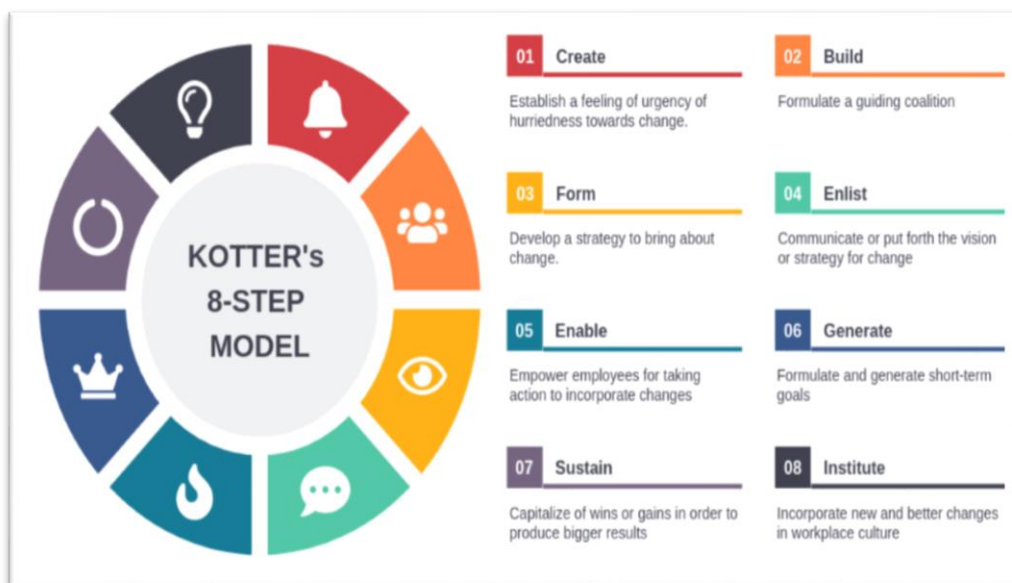 KOTTER's
8-STEP
MODEL
01 Create
Establish a feeling of urgency of
hurriedness towards change.
02 Build
Formulate a guiding coalition
03 Form
Develop a strategy to bring about
change.
04 Enlist
Communicate or put forth the vision
or strategy for change
05 Enable
Empower employees for taking
action to incorporate changes
06 Generate
Formulate and generate short-term
goals
07 Sustain
Capitalize of wins or gains in order to
produce bigger results
08 Institute
Incorporate new and better changes
in workplace culture